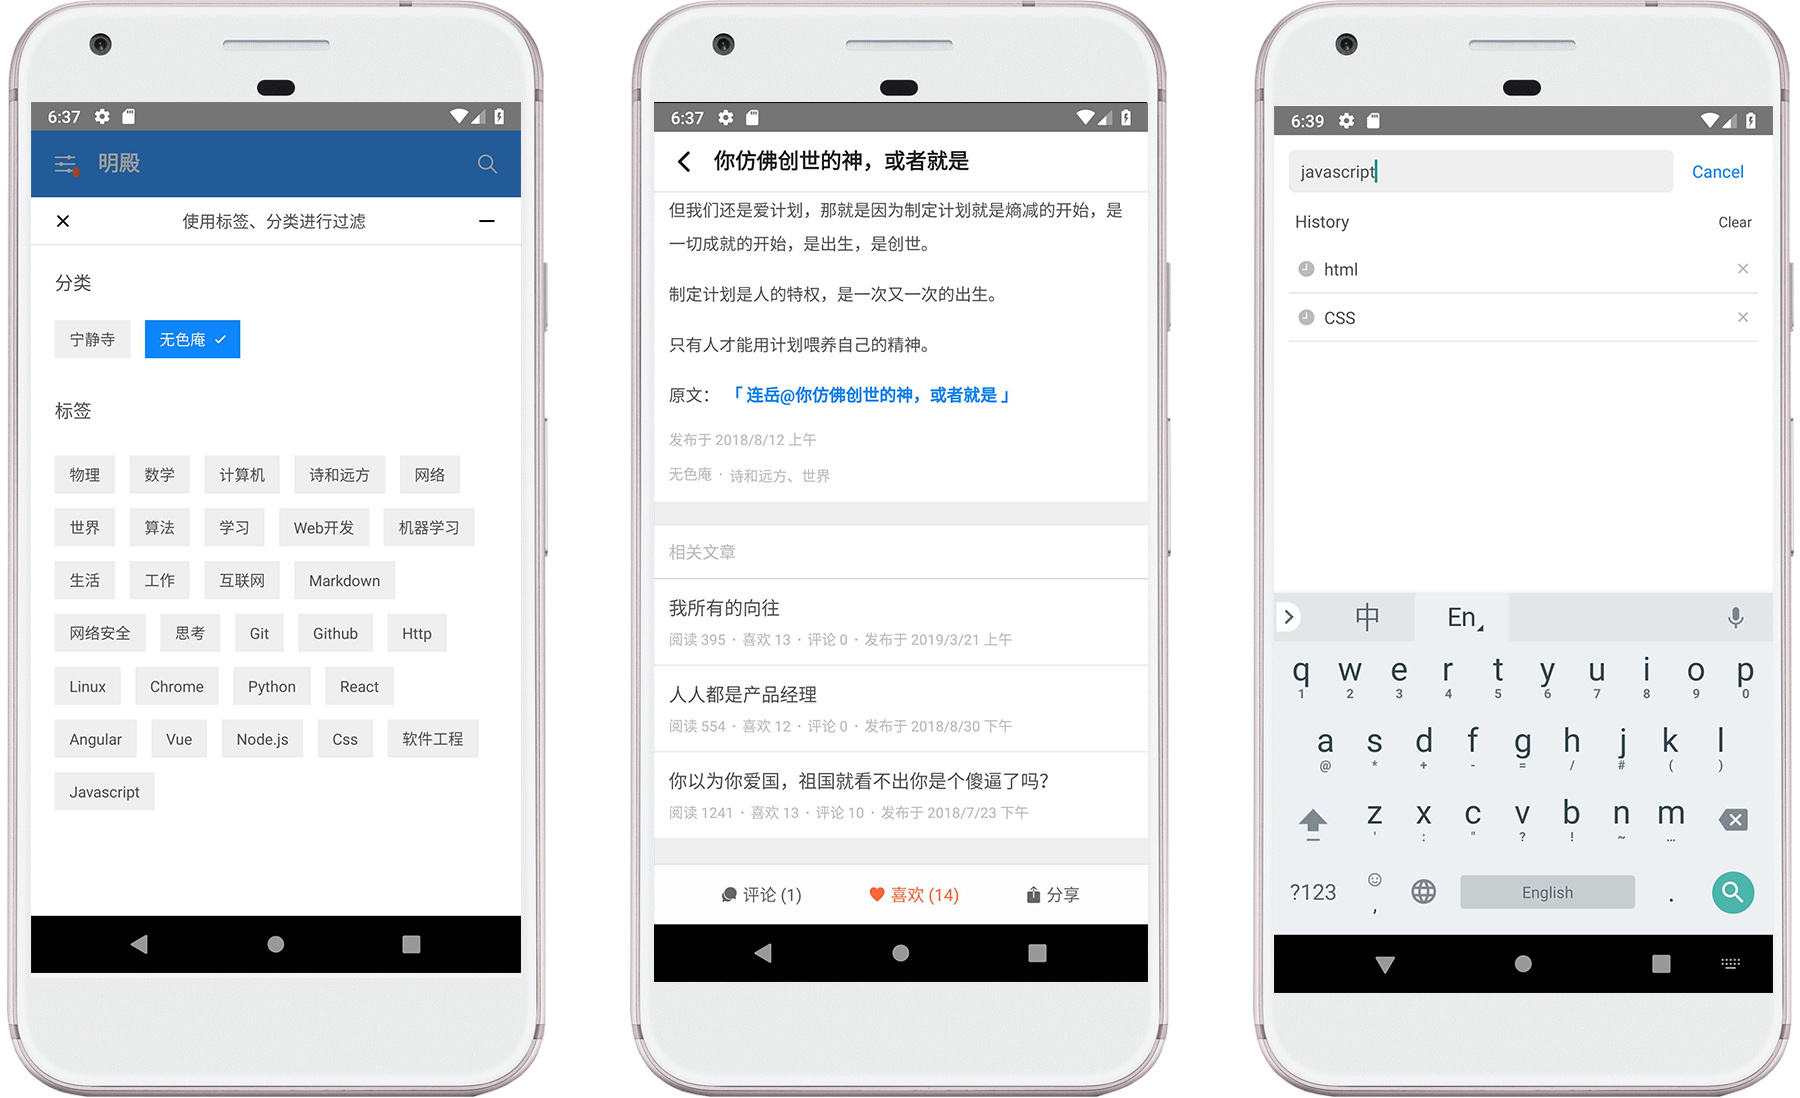 6:37
明殿
使用标签、分类进行过滤
分类
宁静寺 无色庵
标签
物理 数学 计算机 诗和远方 网络
世界 算法 学习 Web开发 机器学习
生活 工作 互联网 Markdown
网络安全 思考 Git Github Http
Linux Chrome Python React
Angular Vue Node.js Css 软件工程
Javascript
6:37
你仿佛创世的神，或者就是
但我们还是爱计划，那就是因为制定计划就是熵减的开始，是
一切成就的开始，是出生，是创世。
制定计划是人的特权，是一次又一次的出生。
只有人才能用计划喂养自己的精神。
原文：「 连岳@你仿佛创世的神，或者就是 」
发布于 2018/8/12 上午
无色庵 · 诗和远方、世界
相关文章
我所有的向往
阅读 395 · 喜欢 13 · 评论 0 · 发布于 2019/3/21 上午
人人都是产品经理
阅读 554 · 喜欢 12 · 评论 0 · 发布于 2018/8/30 下午
你以为你爱国，祖国就看不出你是个傻逼了吗？
阅读 1241 · 喜欢 13 · 评论 10 · 发布于 2018/7/23 下午
评论 (1) 喜欢 (14) 分享
6:39
javascript Cancel
History Clear
html
CSS
中 En
q w e r t y u i o p
1 2 3 4 5 6 7 8 9 0
a s d f g h j k l
@ * + - = / # ( )
z x c v b n m
' : " ? ! ~ …
?123 , English .